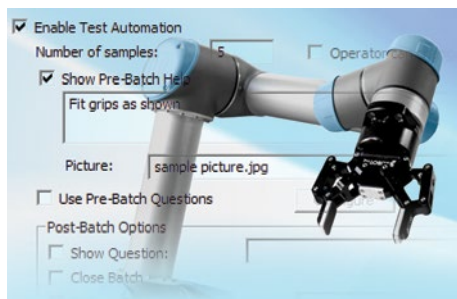 Enable Test Automation
Number of samples: 5 Operator
Show Pre-Batch Help
Fit grips as shown
Picture: sample picture.jpg
Use Pre-Batch Questions
Post-Batch Options
Show Question:
Close Batch